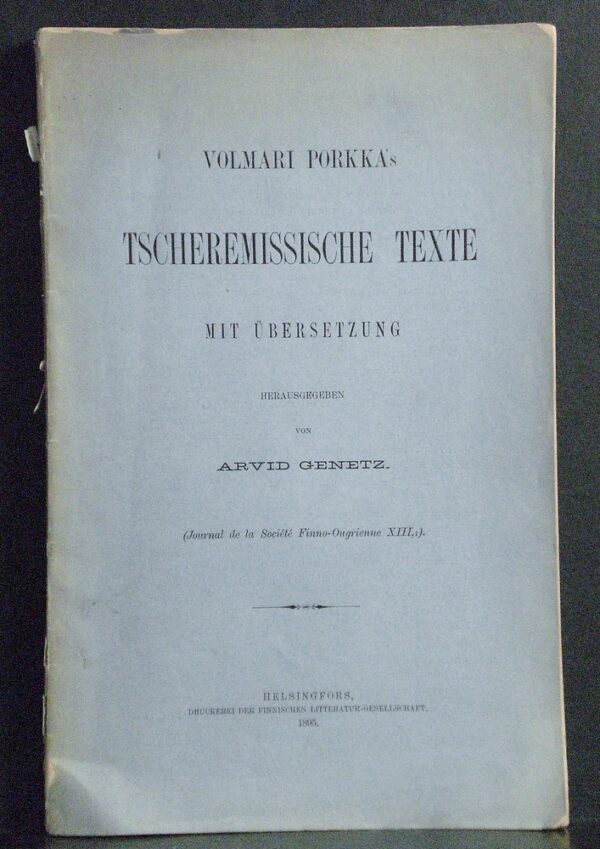 VOLMARI PORKKA's
TSCHEREMISSISCHE TEXTE
MIT ÜBERSETZUNG
HERAUSGEGEBEN
VON
ARVID GENETZ.
(Journal de la Société Finno-Ougrienne XIII,1).
HELSINGFORS,
DRUCKEREI DER FINNISCHEN LITTERATUR-GESELLSCHAFT,
1895.